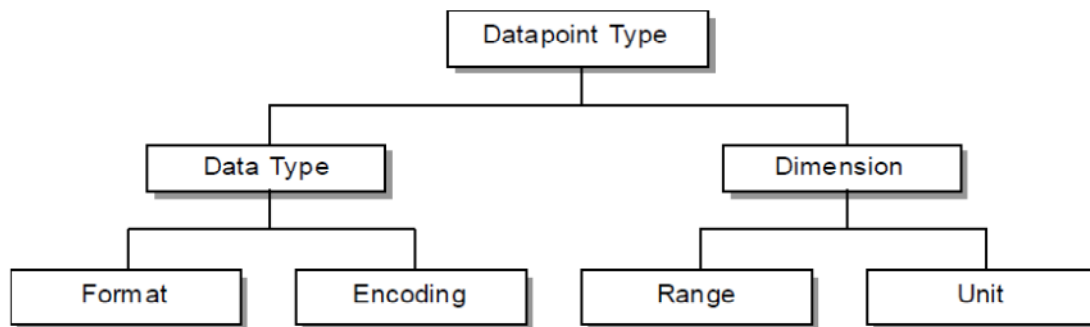 Datapoint Type
Data Type
Dimension
Format
Encoding
Range
Unit